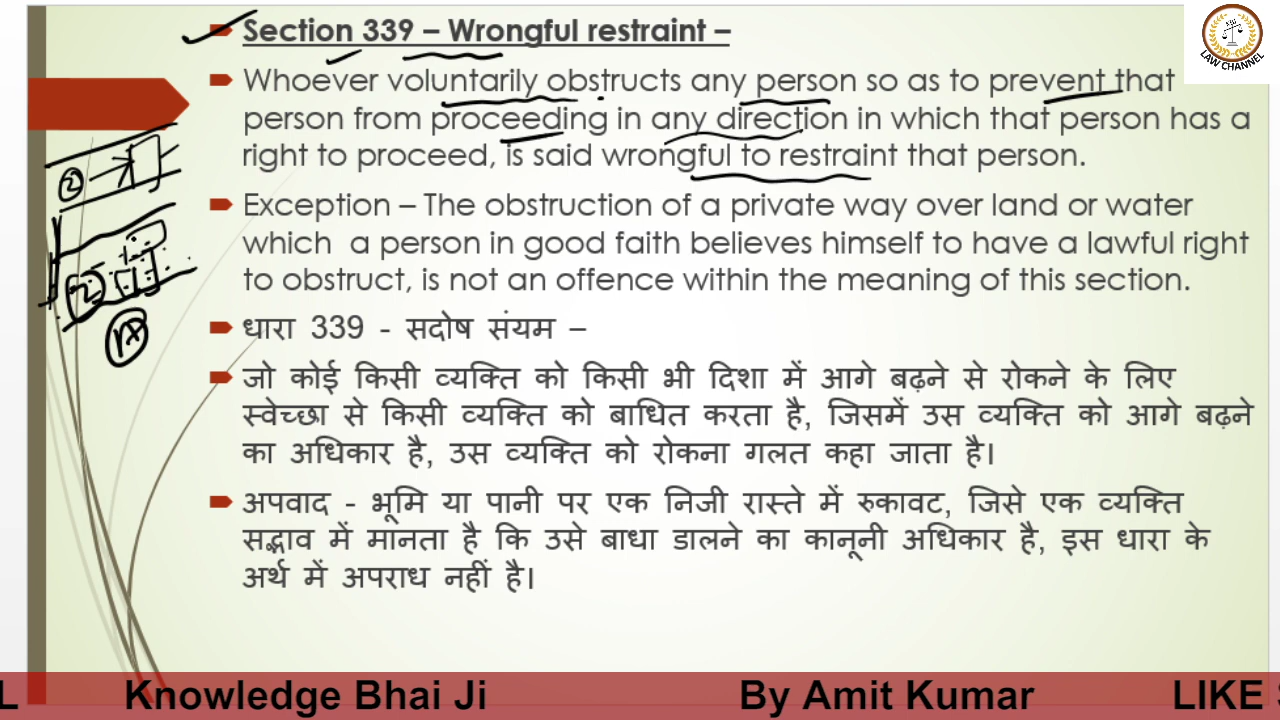 Section 339 – Wrongful restraint –
Whoever voluntarily obstructs any person so as to prevent that
person from proceeding in any direction in which that person has a
right to proceed, is said wrongful to restraint that person.
Exception – The obstruction of a private way over land or water
which a person in good faith believes himself to have a lawful right
to obstruct, is not an offence within the meaning of this section.
धारा 339 - सदोष संयम –
जो कोई किसी व्यक्ति को किसी भी दिशा में आगे बढ़ने से रोकने के लिए
स्वेच्छा से किसी व्यक्ति को बाधित करता है, जिसमें उस व्यक्ति को आगे बढ़ने
का अधिकार है, उस व्यक्ति को रोकना गलत कहा जाता है।
अपवाद - भूमि या पानी पर एक निजी रास्ते में रुकावट, जिसे एक व्यक्ति
सद्भाव में मानता है कि उसे बाधा डालने का कानूनी अधिकार है, इस धारा के
अर्थ में अपराध नहीं है।
LAW CHANNEL
2
2
L Knowledge Bhai Ji By Amit Kumar LIKE